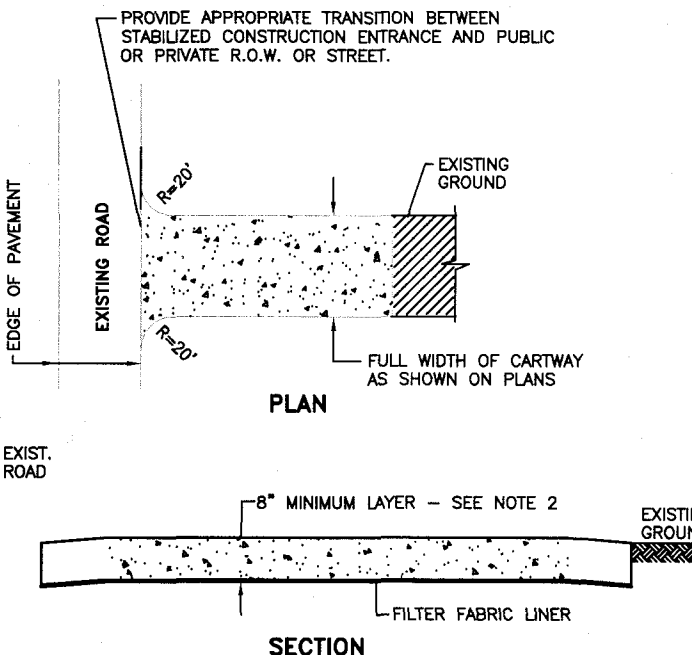 PROVIDE APPROPRIATE TRANSITION BETWEEN
STABILIZED CONSTRUCTION ENTRANCE AND PUBLIC
OR PRIVATE R.O.W. OR STREET.
EDGE OF PAVEMENT
EXISTING ROAD
R=20'
R=20'
EXISTING
GROUND
FULL WIDTH OF CARTWAY
AS SHOWN ON PLANS
PLAN
EXIST.
ROAD
8" MINIMUM LAYER – SEE NOTE 2
FILTER FABRIC LINER
SECTION